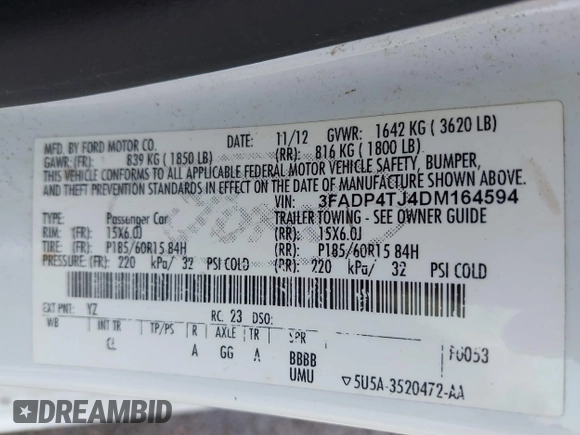 MFD. BY FORD MOTOR CO. DATE: 11/12 GVWR: 1642 KG ( 3620 LB)
GAWR: (FR): 839 KG ( 1850 LB) (RR): 816 KG ( 1800 LB)
THIS VEHICLE CONFORMS TO ALL APPLICABLE FEDERAL MOTOR VEHICLE SAFETY, BUMPER,
AND THEFT PREVENTION STANDARDS IN EFFECT ON THE DATE OF MANUFACTURE SHOWN ABOVE.
VIN: 3FADP4TJ4DM164594
TYPE: Passenger Car TRAILER TOWING - SEE OWNER GUIDE
RIM: (FR): 15X6.0J (RR): 15X6.0J
TIRE: (FR): P185/60R15 84H (RR): P185/60R15 84H
PRESSURE: (FR): 220 kPa/ 32 PSI COLD (RR): 220 kPa/ 32 PSI COLD
EXT PNT: YZ RC: 23 DSO:
WB INT TR TP/PS R AXLE TR SPR
CL A GG A BBBB F0053
UMU ▽5U5A-3520472-AA
DREAMBID